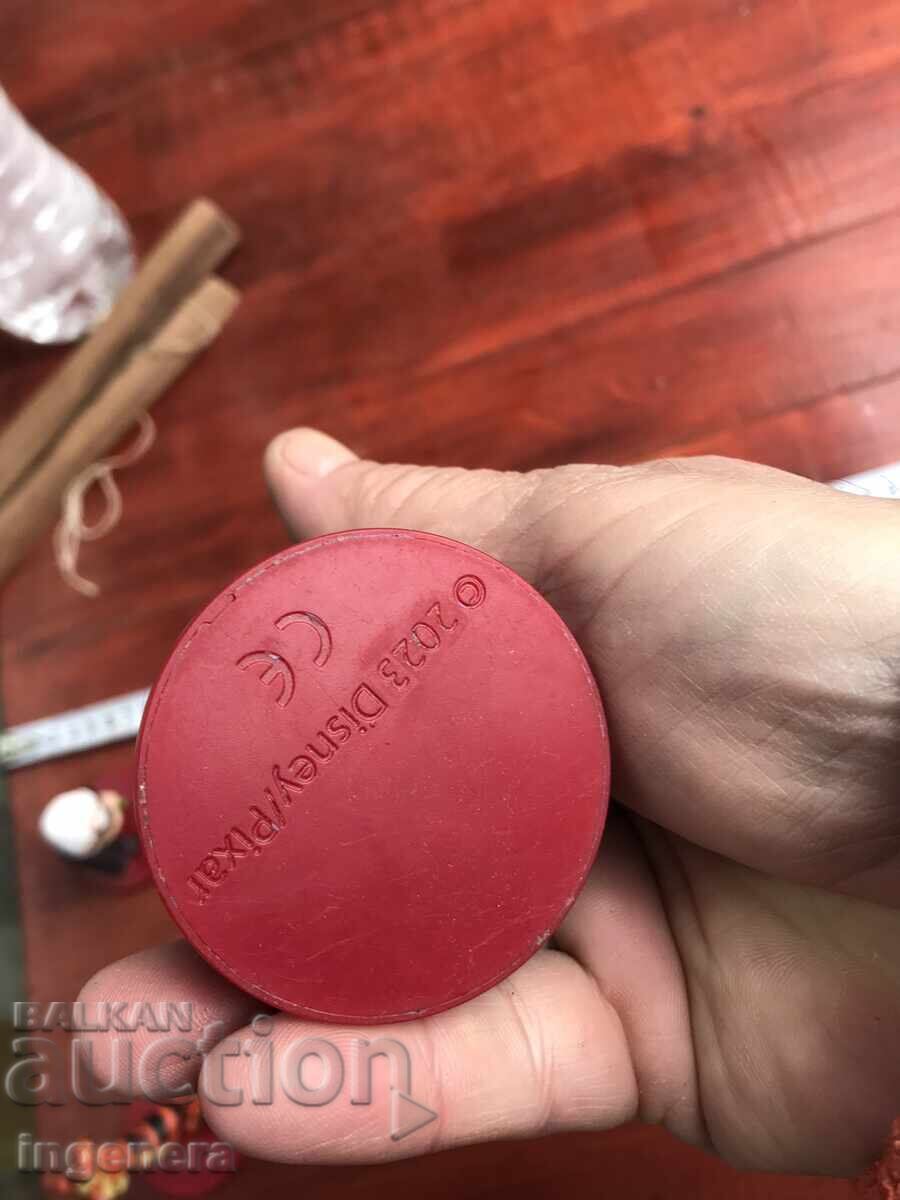 CE
© 2023 Disney/Pixar
BALKAN
auction
ingenera